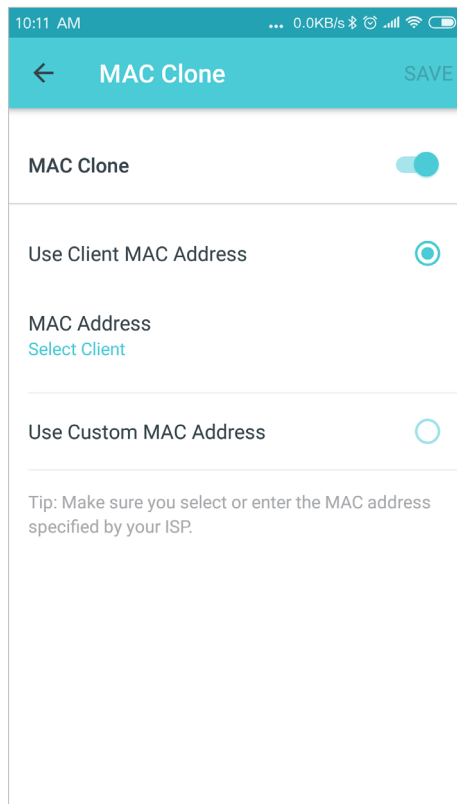 10:11 AM ... 0.0KB/s
MAC Clone SAVE
MAC Clone
Use Client MAC Address
MAC Address
Select Client
Use Custom MAC Address
Tip: Make sure you select or enter the MAC address
specified by your ISP.